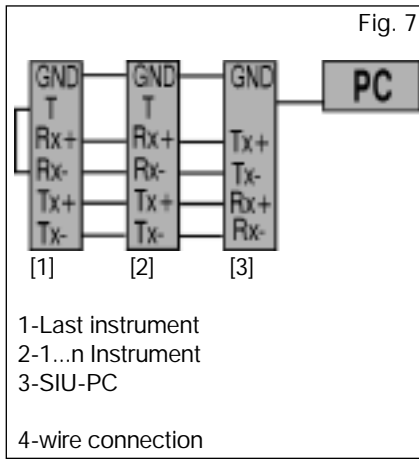 Fig. 7
GND GND GND PC
T T
Rx+ Rx+ Tx+
Rx- Rx- Tx-
Tx+ Tx+ Rx+
Tx- Tx- Rx-
[1] [2] [3]
1-Last instrument
2-1...n Instrument
3-SIU-PC
4-wire connection